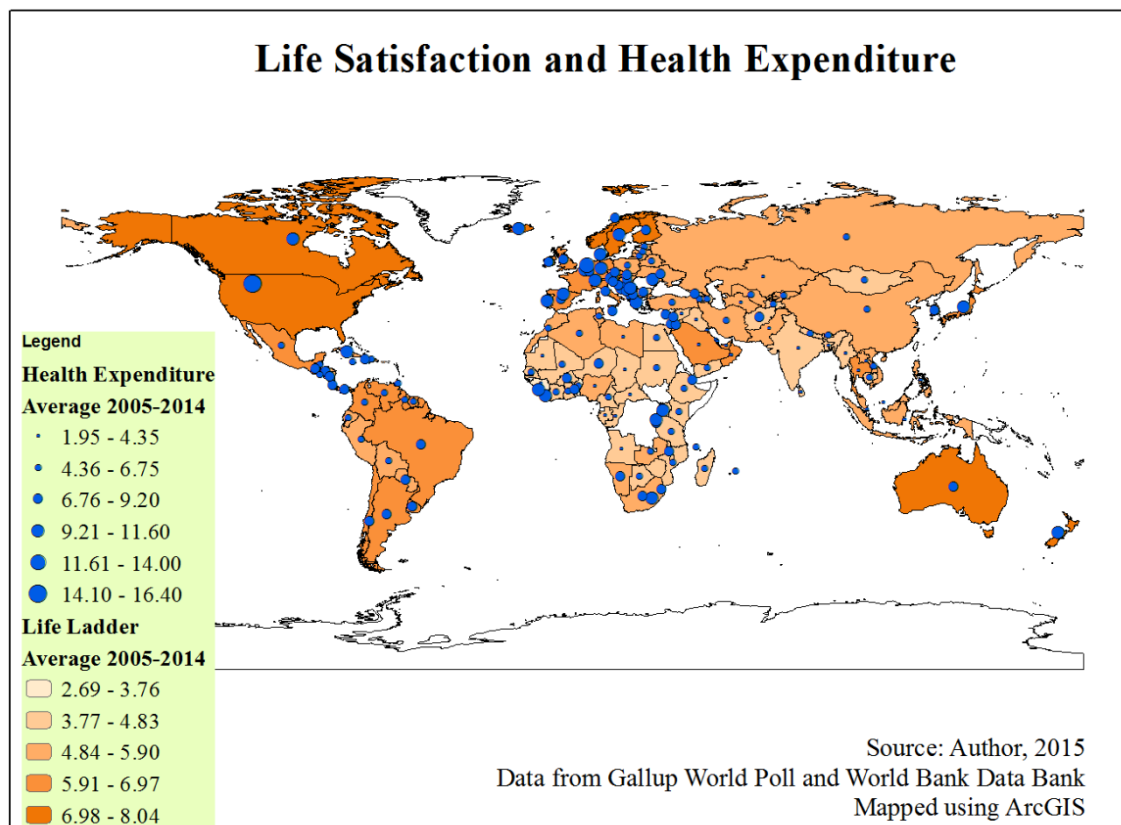 Life Satisfaction and Health Expenditure
Legend
Health Expenditure
Average 2005-2014
1.95 - 4.35
4.36 - 6.75
6.76 - 9.20
9.21 - 11.60
11.61 - 14.00
14.10 - 16.40
Life Ladder
Average 2005-2014
2.69 - 3.76
3.77 - 4.83
4.84 - 5.90
5.91 - 6.97
6.98 - 8.04
Source: Author, 2015
Data from Gallup World Poll and World Bank Data Bank
Mapped using ArcGIS